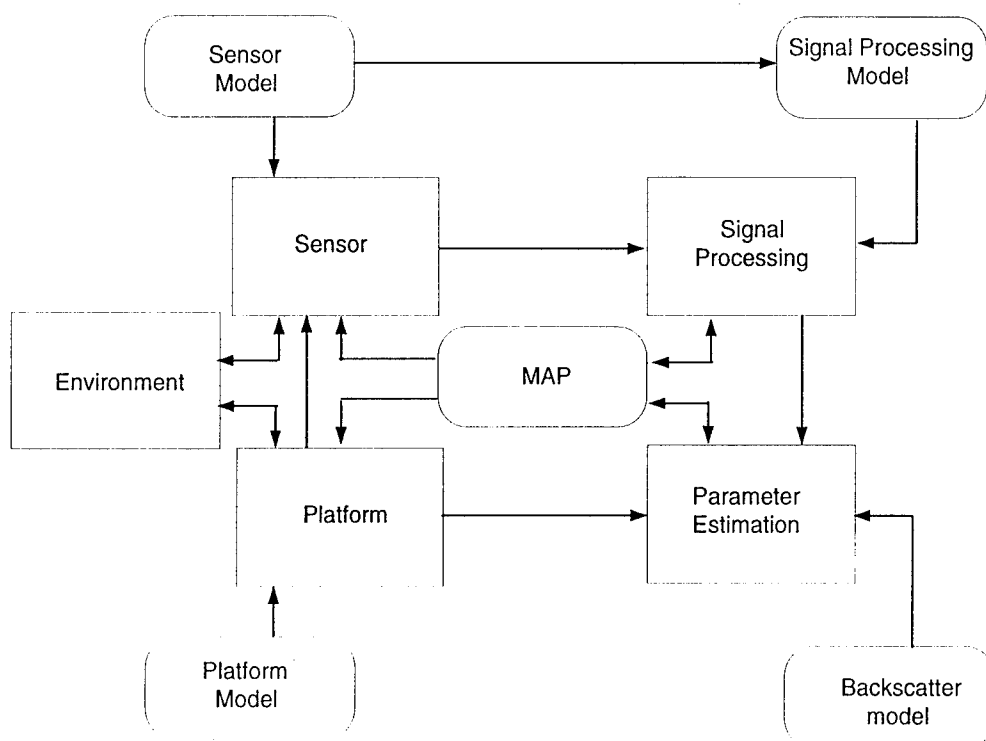 Sensor
Model
Signal Processing
Model
Sensor
Signal
Processing
Environment
MAP
Platform
Parameter
Estimation
Platform
Model
Backscatter
model